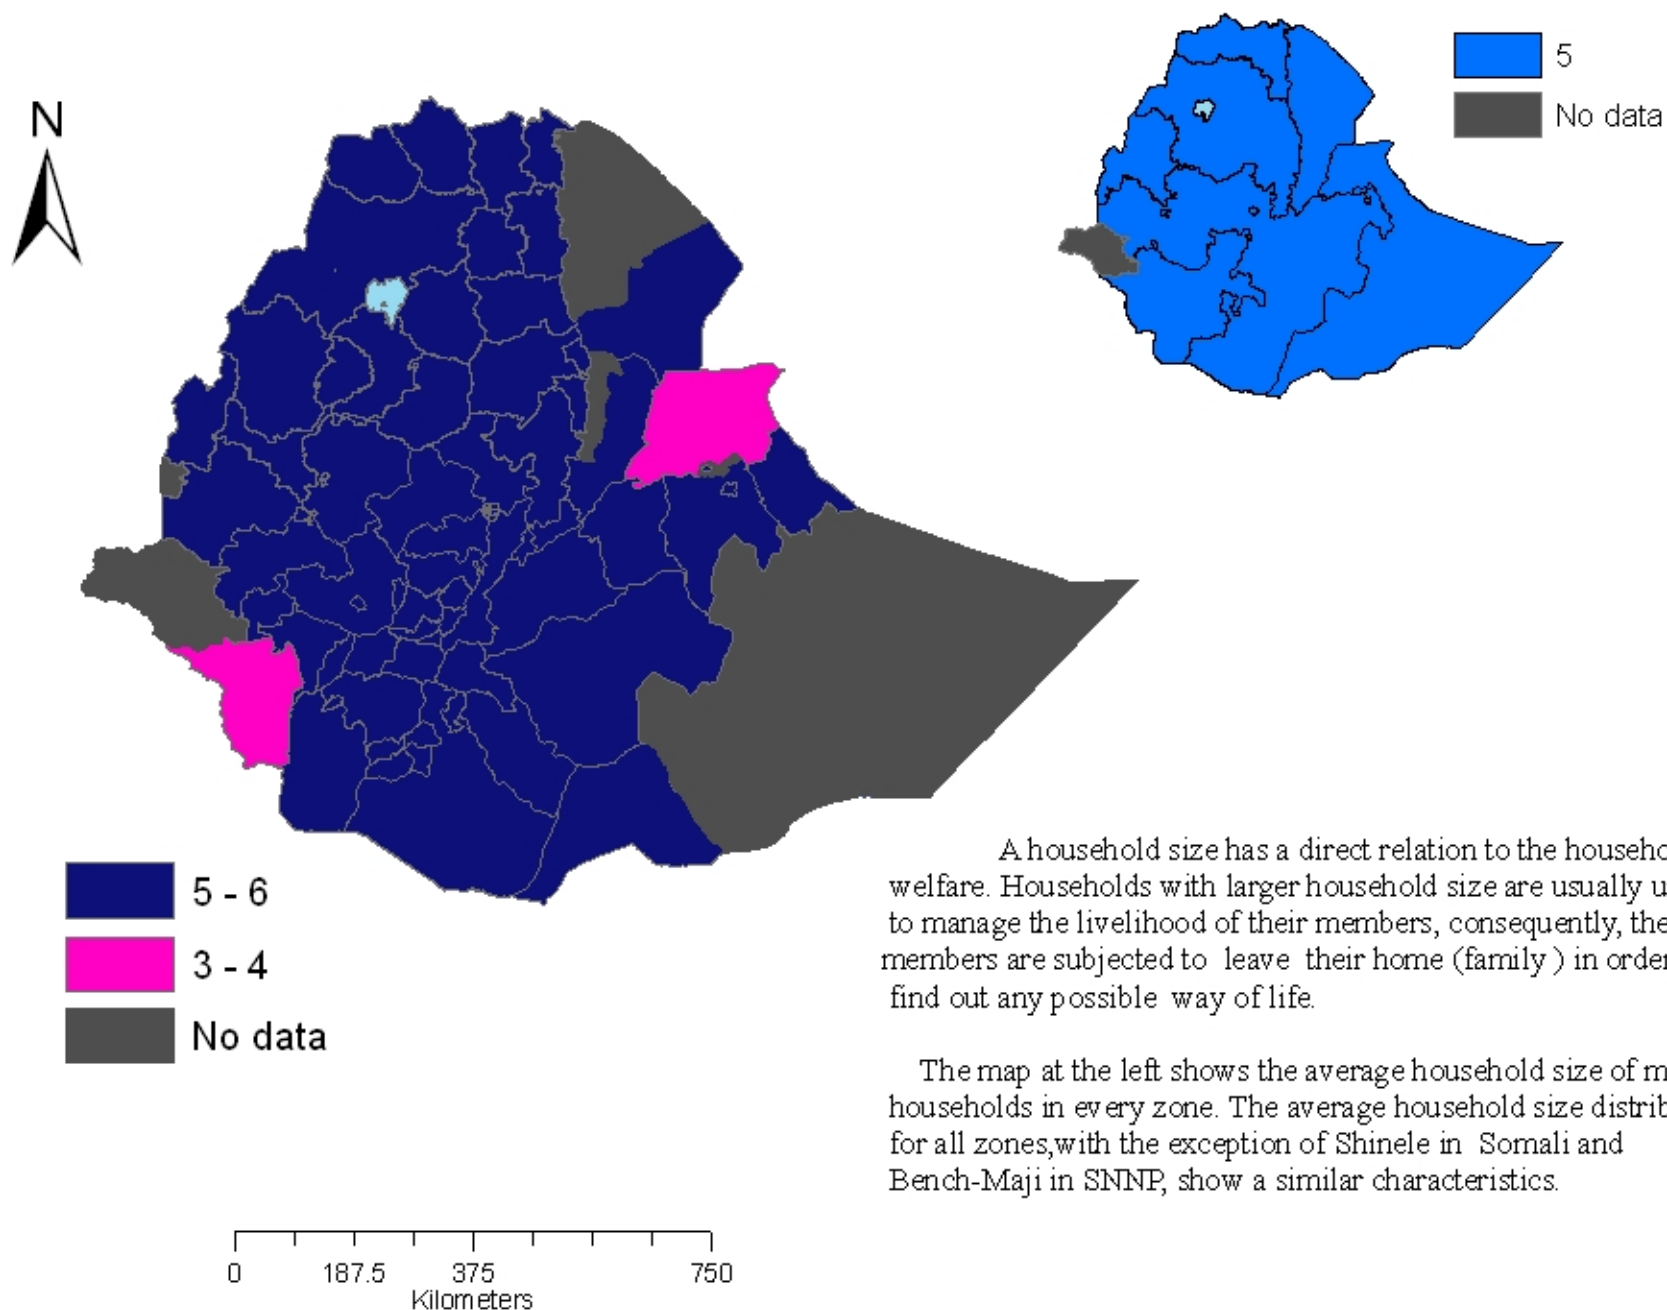 5
No data
N
5 - 6
3 - 4
No data
A household size has a direct relation to the househo
welfare. Households with larger household size are usually u
to manage the livelihood of their members, consequently, the
members are subjected to leave their home (family ) in order
find out any possible way of life.
The map at the left shows the average household size of m
households in every zone. The average household size distrib
for all zones,with the exception of Shinele in Somali and
Bench-Maji in SNNP, show a similar characteristics.
0 187.5 375 750
Kilometers